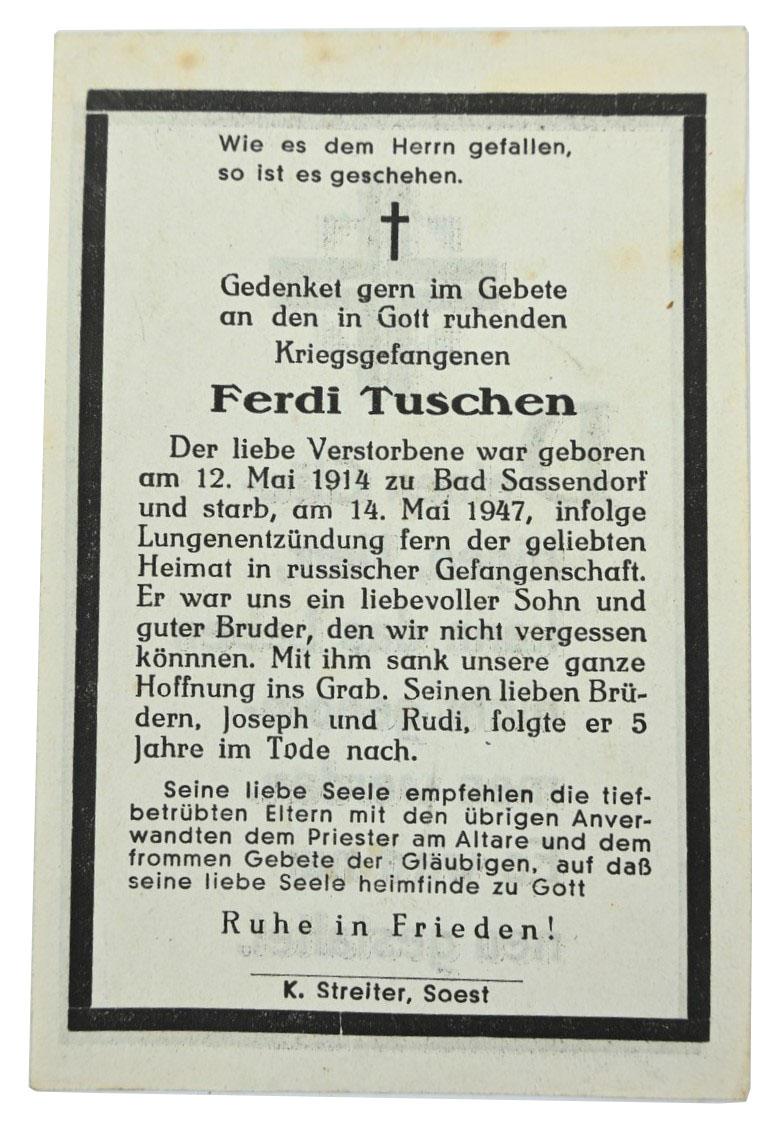 Wie es dem Herrn gefallen,
so ist es geschehen.
Gedenket gern im Gebete
an den in Gott ruhenden
Kriegsgefangenen
Ferdi Tuschen
Der liebe Verstorbene war geboren
am 12. Mai 1914 zu Bad Sassendorf
und starb, am 14. Mai 1947, infolge
Lungenentzündung fern der geliebten
Heimat in russischer Gefangenschaft.
Er war uns ein liebevoller Sohn und
guter Bruder, den wir nicht vergessen
könnnen. Mit ihm sank unsere ganze
Hoffnung ins Grab. Seinen lieben Brü-
dern, Joseph und Rudi, folgte er 5
Jahre im Tode nach.
Seine liebe Seele empfehlen die tief-
betrübten Eltern mit den übrigen Anver-
wandten dem Priester am Altare und dem
frommen Gebete der Gläubigen, auf daß
seine liebe Seele heimfinde zu Gott
Ruhe in Frieden!
K. Streiter, Soest